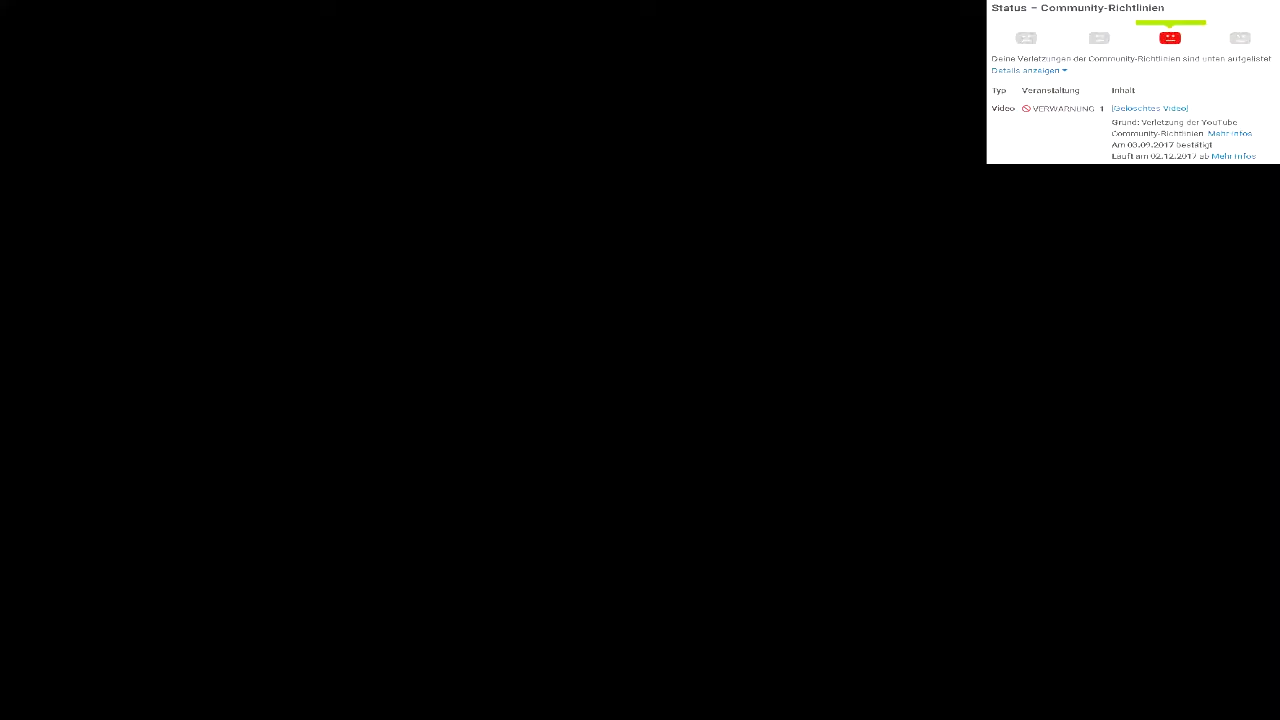 Status – Community-Richtlinien
Deine Verletzungen der Community-Richtlinien sind unten aufgelistet
Details anzeigen
Typ Veranstaltung Inhalt
Video VERWARNUNG 1 [Gelöschtes Video]
Grund: Verletzung der YouTube
Community-Richtlinien Mehr Infos
Am 03.09.2017 bestätigt
Läuft am 02.12.2017 ab Mehr Infos